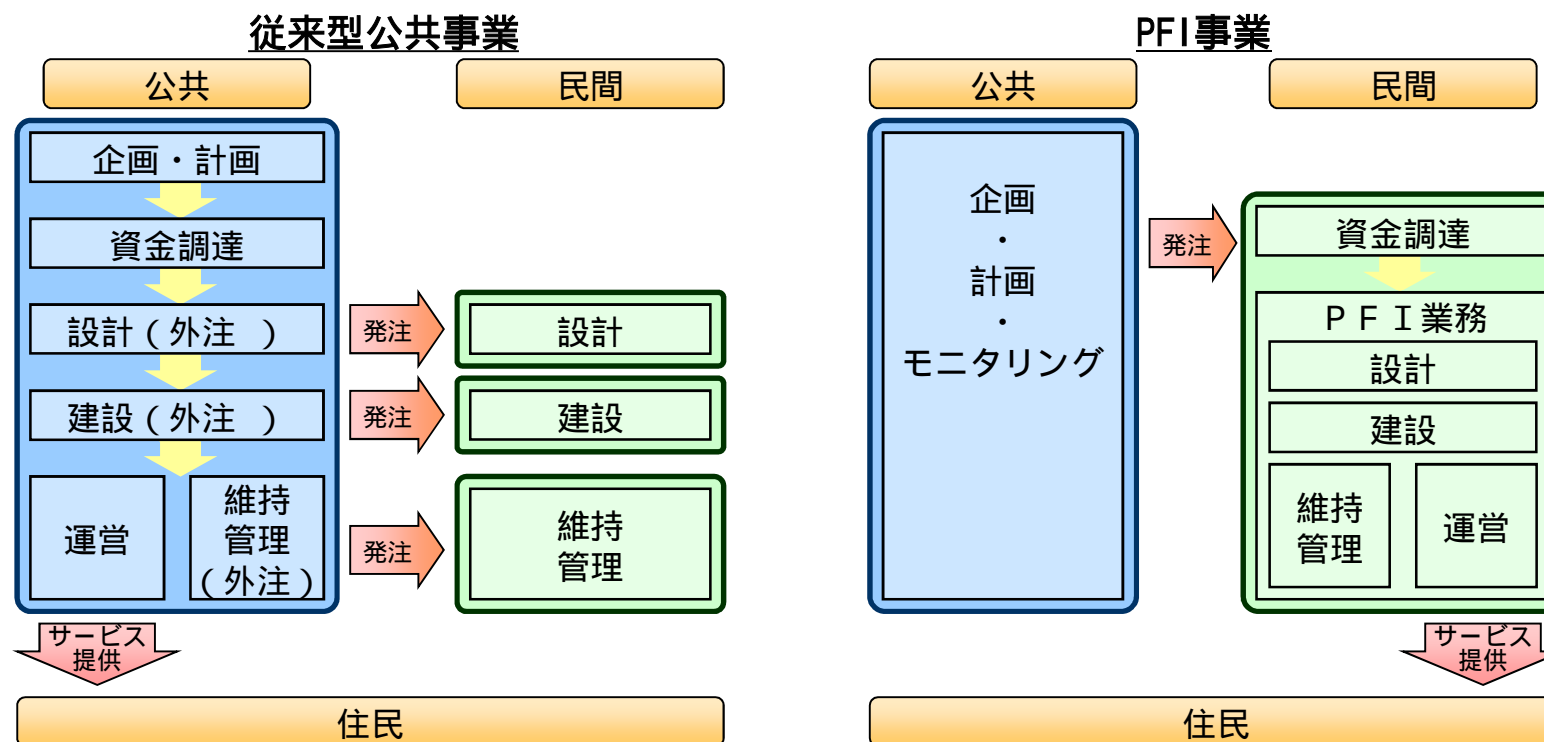 従来型公共事業
公共
民間
企画・計画
資金調達
設計(外注 )
発注
設計
建設(外注 )
発注
建設
運営
維持
管理
(外注)
発注
維持
管理
サービス
提供
住民
PFI事業
公共
民間
企画
・
計画
・
モニタリング
発注
資金調達
PFI業務
設計
建設
維持
管理
運営
サービス
提供
住民